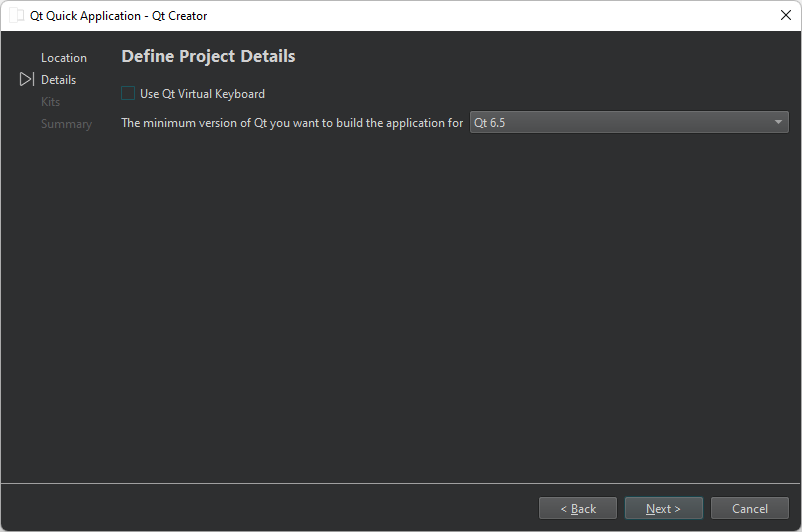 Qt Quick Application - Qt Creator
Location
Details
Kits
Summary
Define Project Details
Use Qt Virtual Keyboard
The minimum version of Qt you want to build the application for Qt 6.5
< Back Next > Cancel